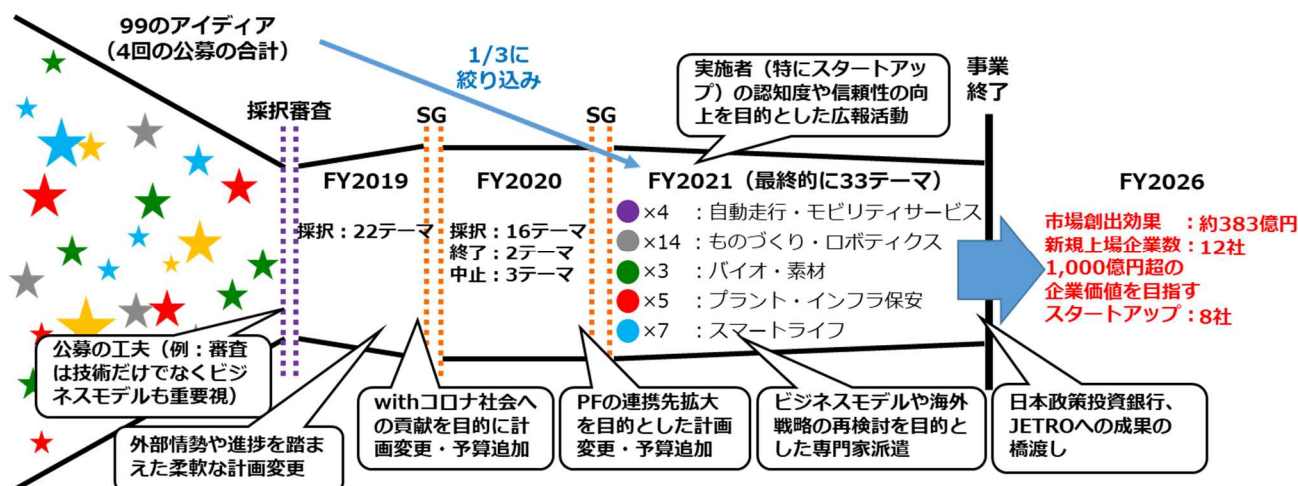 99のアイディア
（4回の公募の合計）
1/3に
絞り込み
実施者（特にスタートアッ
プ）の認知度や信頼性の向
上を目的とした広報活動
事業
終了
採択審査
SG
SG
FY2019
採択：22テーマ
FY2020
採択：16テーマ
終了：2テーマ
中止：3テーマ
FY2021（最終的に33テーマ）
×4　：自動走行・モビリティサービス
×14　：ものづくり・ロボティクス
×3　：バイオ・素材
×5　：プラント・インフラ保安
×7　：スマートライフ
FY2026
市場創出効果　：約383億円
新規上場企業数：12社
1,000億円超の
企業価値を目指す
スタートアップ：8社
公募の工夫（例：審査
は技術だけでなくビジ
ネスモデルも重要視）
外部情勢や進捗を踏ま
えた柔軟な計画変更
withコロナ社会へ
の貢献を目的に計
画変更・予算追加
PFの連携先拡大
を目的とした計画
変更・予算追加
ビジネスモデルや海外
戦略の再検討を目的と
した専門家派遣
日本政策投資銀行、
JETROへの成果の
橋渡し